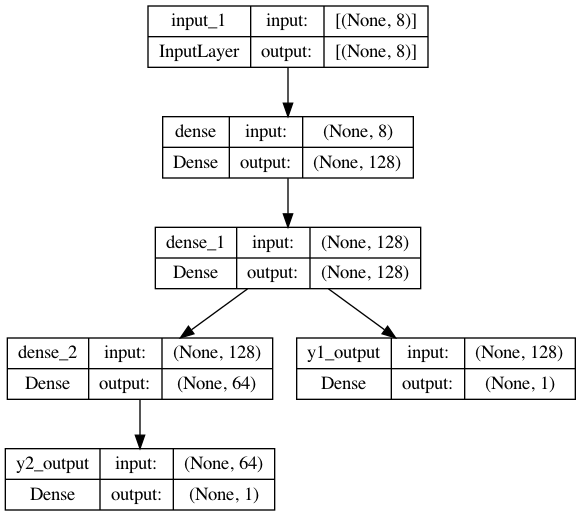 input_1 input: [(None, 8)]
InputLayer output: [(None, 8)]
dense input: (None, 8)
Dense output: (None, 128)
dense_1 input: (None, 128)
Dense output: (None, 128)
dense_2 input: (None, 128)
Dense output: (None, 64)
y1_output input: (None, 128)
Dense output: (None, 1)
y2_output input: (None, 64)
Dense output: (None, 1)